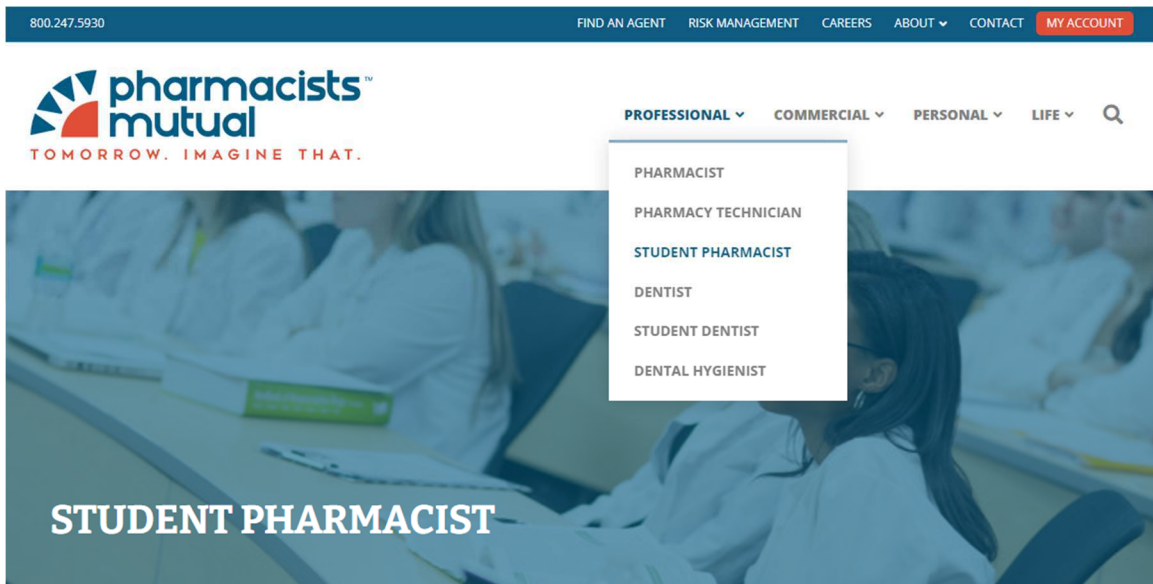 800.247.5930
FIND AN AGENT RISK MANAGEMENT CAREERS ABOUT CONTACT MY ACCOUNT
pharmacists™
mutual
TOMORROW. IMAGINE THAT.
PROFESSIONAL COMMERCIAL PERSONAL LIFE
PHARMACIST
PHARMACY TECHNICIAN
STUDENT PHARMACIST
DENTIST
STUDENT DENTIST
DENTAL HYGIENIST
STUDENT PHARMACIST